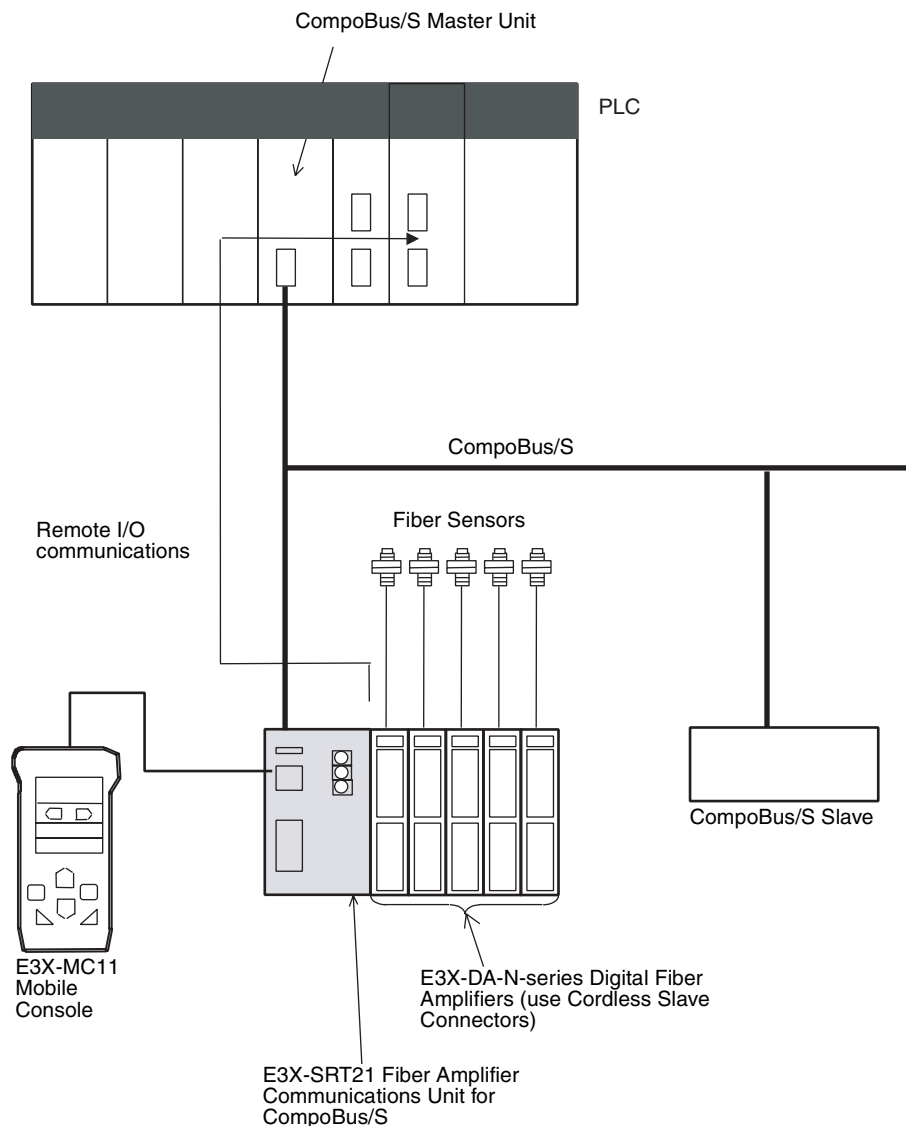 CompoBus/S Master Unit
PLC
CompoBus/S
Remote I/O
communications
Fiber Sensors
CompoBus/S Slave
E3X-MC11
Mobile
Console
E3X-DA-N-series Digital Fiber
Amplifiers (use Cordless Slave
Connectors)
E3X-SRT21 Fiber Amplifier
Communications Unit for
CompoBus/S